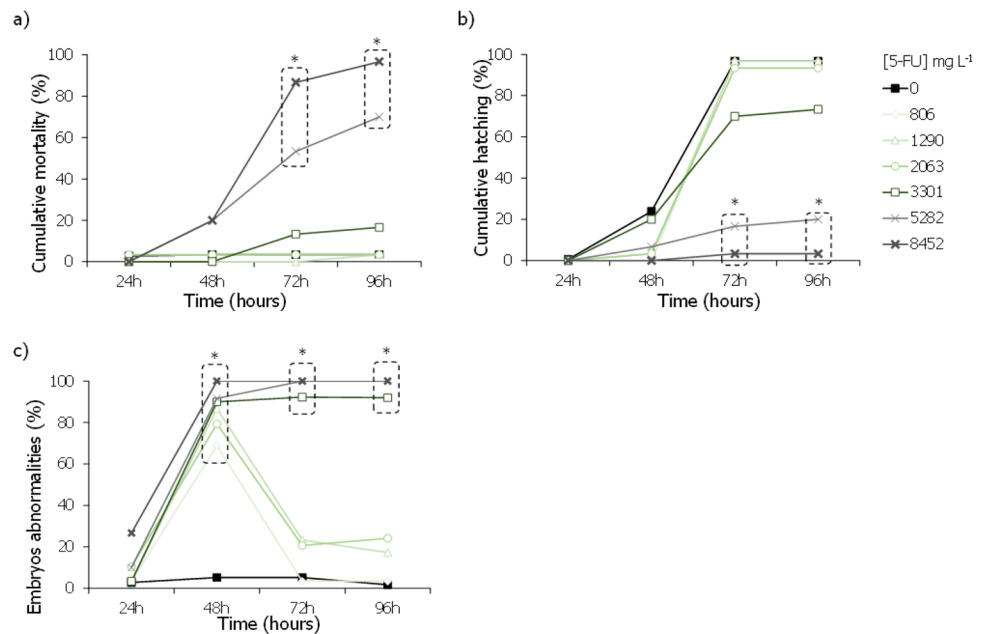 a)
Cumulative mortality (%)
100
80
60
40
20
0
24h 48h 72h 96h
Time (hours)
*
*
b)
Cumulative hatching (%)
100
80
60
40
20
0
24h 48h 72h 96h
Time (hours)
*
*
[5-FU] mg L-1
0
806
1290
2063
3301
5282
8452
c)
Embryos abnormalities (%)
100
80
60
40
20
0
24h 48h 72h 96h
Time (hours)
*
*
*